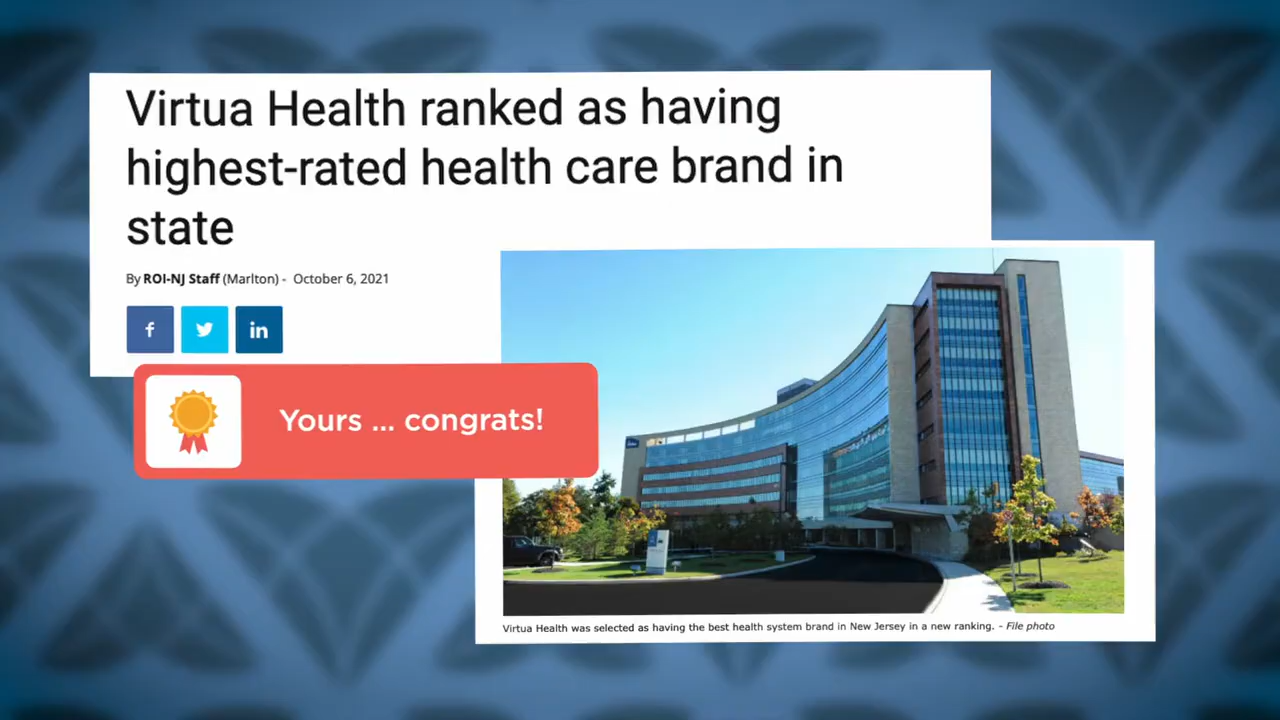 Virtua Health ranked as having
highest-rated health care brand in
state
By ROI-NJ Staff (Marlton) - October 6, 2021
f
in
Yours ... congrats!
Virtua Health was selected as having the best health system brand in New Jersey in a new ranking. - File photo